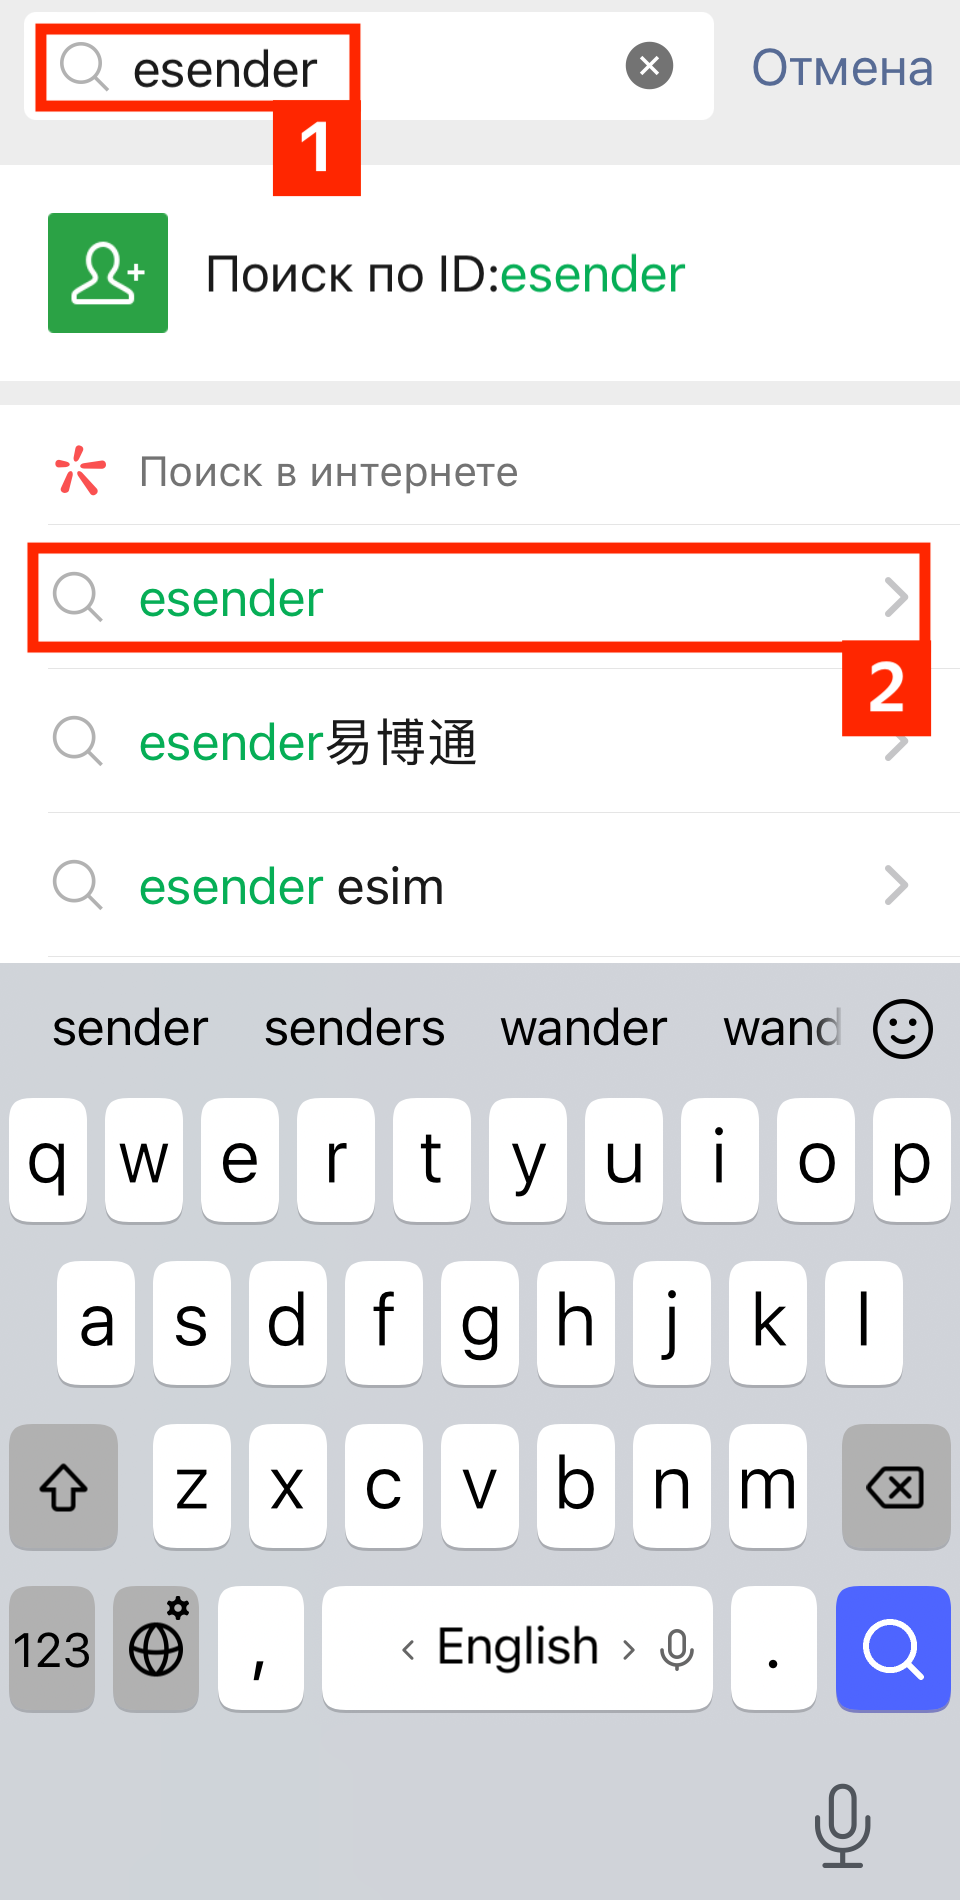 esender
Отмена
1
Поиск по ID:esender
Поиск в интернете
esender
2
esender易博通
esender esim
sender senders wander wand
q w e r t y u i o p
a s d f g h j k l
z x c v b n m
123 , ‹ English › .